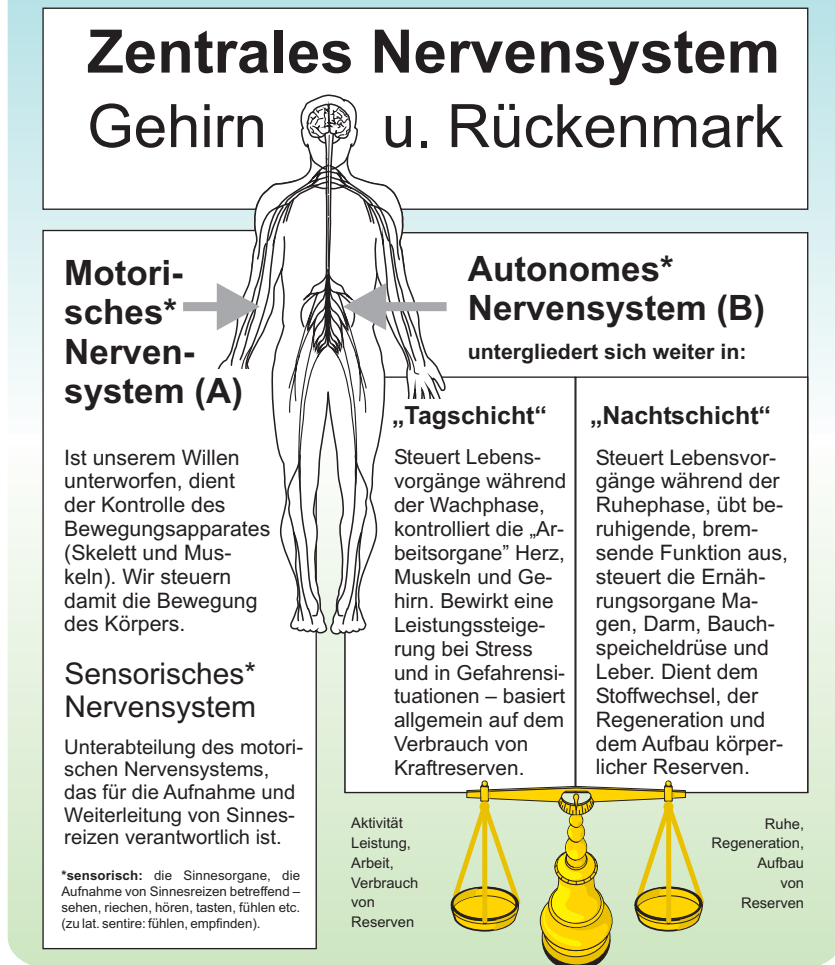 Zentrales Nervensystem
Gehirn u. Rückenmark
Motori-
sches*
Nerven-
system (A)
Ist unserem Willen
unterworfen, dient
der Kontrolle des
Bewegungsapparates
(Skelett und Mus-
keln). Wir steuern
damit die Bewegung
des Körpers.
Sensorisches*
Nervensystem
Unterabteilung des motori-
schen Nervensystems,
das für die Aufnahme und
Weiterleitung von Sinnes-
reizen verantwortlich ist.
*sensorisch: die Sinnesorgane, die
Aufnahme von Sinnesreizen betreffend –
sehen, riechen, hören, tasten, fühlen etc.
(zu lat. sentire: fühlen, empfinden).
Autonomes*
Nervensystem (B)
untergliedert sich weiter in:
„Tagschicht“
Steuert Lebens-
vorgänge während
der Wachphase,
kontrolliert die „Ar-
beitsorgane” Herz,
Muskeln und Ge-
hirn. Bewirkt eine
Leistungssteige-
rung bei Stress
und in Gefahrensi-
tuationen – basiert
allgemein auf dem
Verbrauch von
Kraftreserven.
„Nachtschicht“
Steuert Lebensvor-
gänge während der
Ruhephase, übt be-
ruhigende, brem-
sende Funktion aus,
steuert die Ernäh-
rungsorgane Ma-
gen, Darm, Bauch-
speicheldrüse und
Leber. Dient dem
Stoffwechsel, der
Regeneration und
dem Aufbau körper-
licher Reserven.
Aktivität
Leistung,
Arbeit,
Verbrauch
von
Reserven
Ruhe,
Regeneration,
Aufbau
von
Reserven